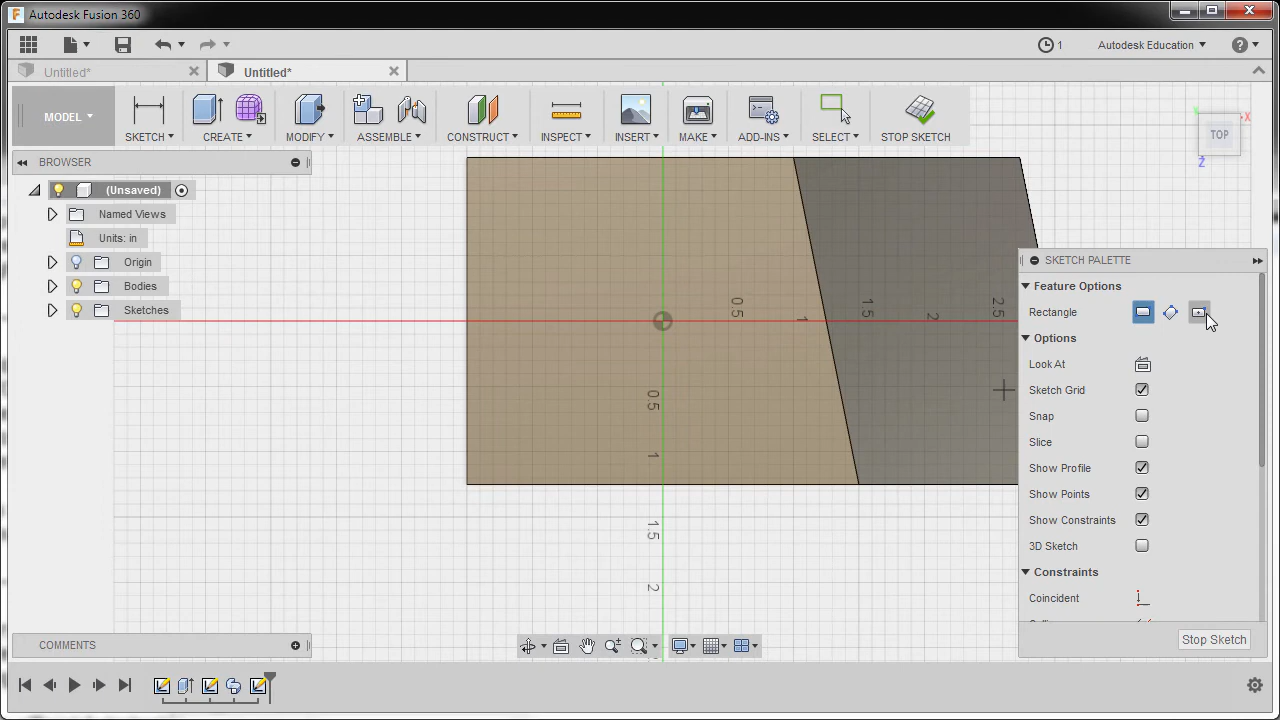 Autodesk Fusion 360
1
Autodesk Education
Untitled*
Untitled*
MODEL
SKETCH
CREATE
MODIFY
ASSEMBLE
CONSTRUCT
INSPECT
INSERT
MAKE
ADD-INS
SELECT
STOP SKETCH
TOP
X
Y
Z
BROWSER
(Unsaved)
Named Views
Units: in
Origin
Bodies
Sketches
0.5
1
1.5
2
2.5
0.5
1
1.5
2
SKETCH PALETTE
Feature Options
Rectangle
Options
Look At
Sketch Grid
Snap
Slice
Show Profile
Show Points
Show Constraints
3D Sketch
Constraints
Coincident
Stop Sketch
COMMENTS